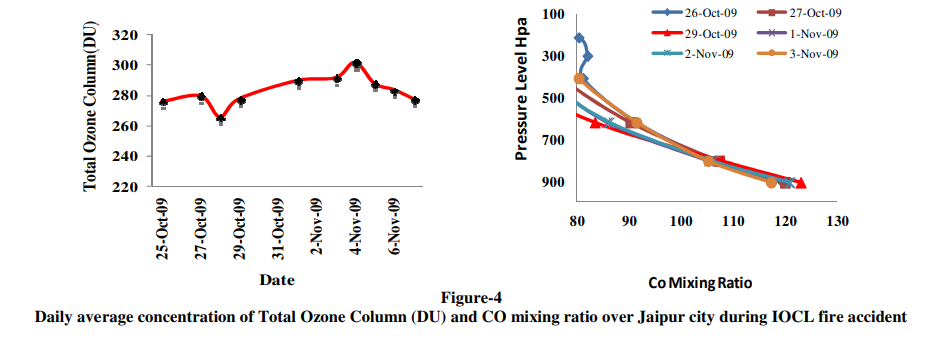 Total Ozone Column(DU)
320
300
280
260
240
220
25-Oct-09
27-Oct-09
29-Oct-09
31-Oct-09
2-Nov-09
4-Nov-09
6-Nov-09
Date
Pressure Level Hpa
100
300
500
700
900
26-Oct-09 27-Oct-09
29-Oct-09 1-Nov-09
2-Nov-09 3-Nov-09
80 90 100 110 120 130
Co Mixing Ratio
Figure-4
Daily average concentration of Total Ozone Column (DU) and CO mixing ratio over Jaipur city during IOCL fire accident